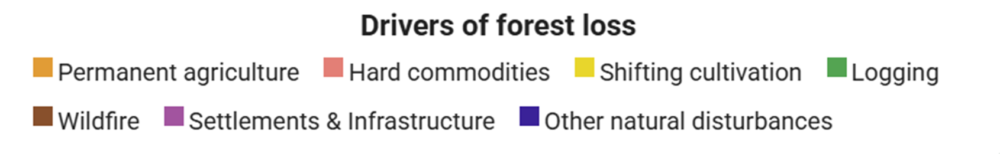 Drivers of forest loss
Permanent agriculture Hard commodities Shifting cultivation Logging
Wildfire Settlements & Infrastructure Other natural disturbances